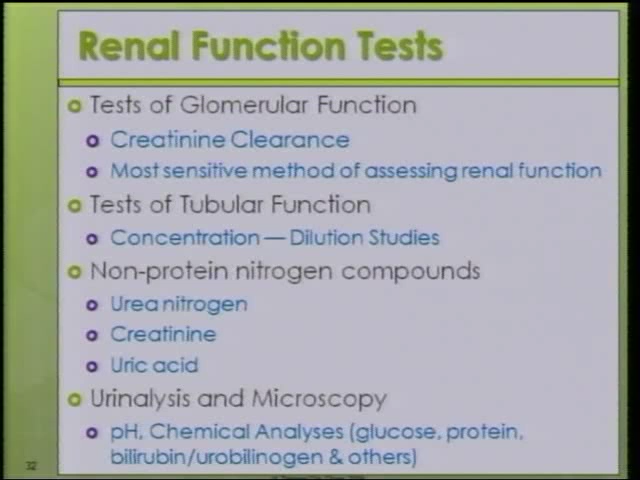 Renal Function Tests
Tests of Glomerular Function
Creatinine Clearance
Most sensitive method of assessing renal function
Tests of Tubular Function
Concentration — Dilution Studies
Non-protein nitrogen compounds
Urea nitrogen
Creatinine
Uric acid
Urinalysis and Microscopy
pH, Chemical Analyses (glucose, protein,
bilirubin/urobilinogen & others)
32